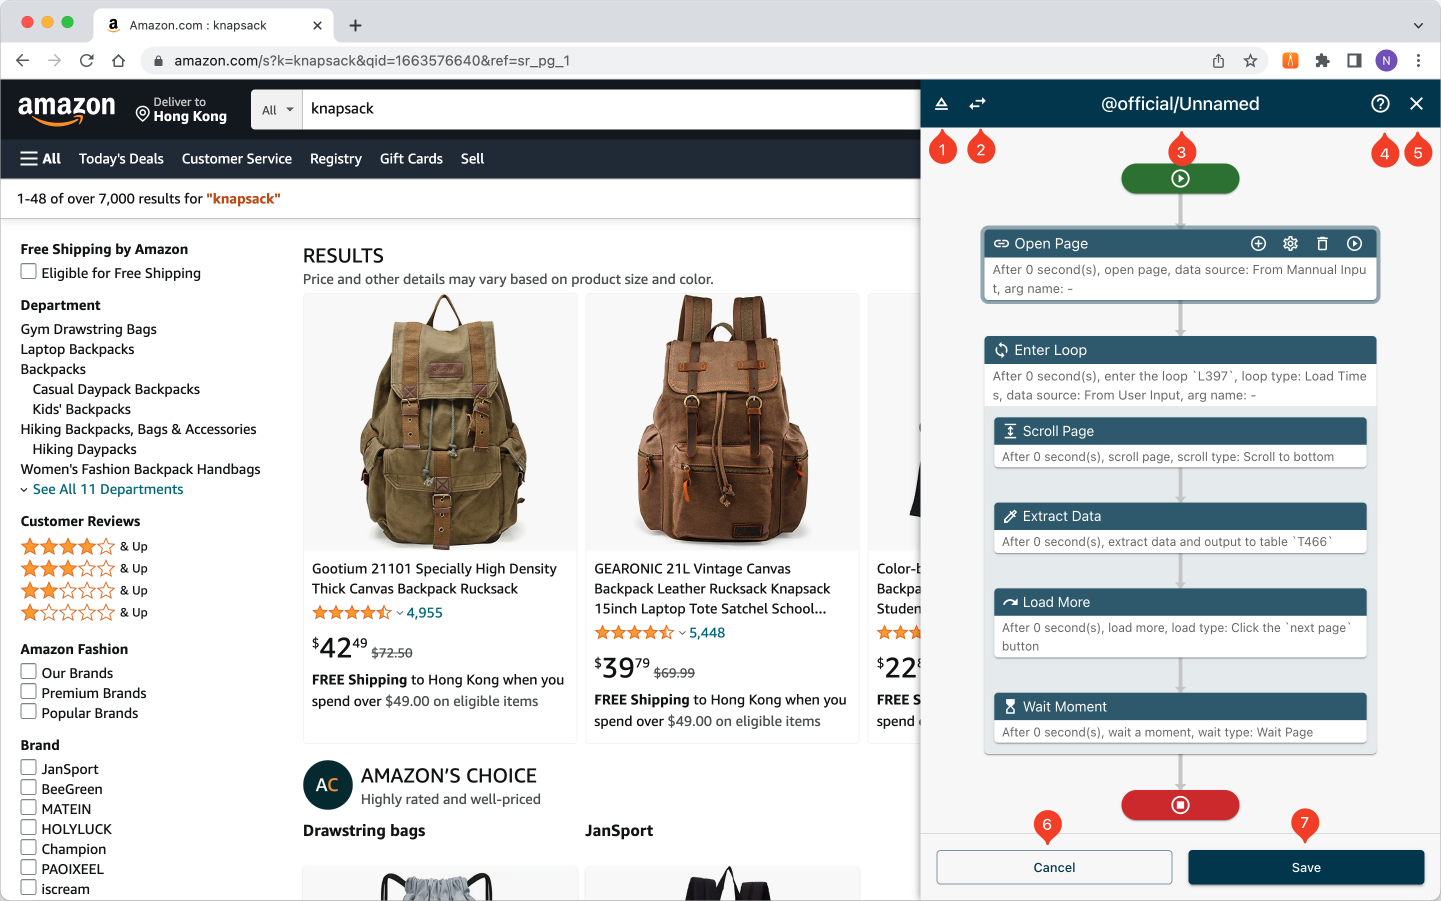 Amazon.com : knapsack
amazon.com/s?k=knapsack&qid=1663576640&ref=sr_pg_1
N
amazon
Deliver to
Hong Kong
All
knapsack
All
Today's Deals
Customer Service
Registry
Gift Cards
Sell
1-48 of over 7,000 results for "knapsack"
Free Shipping by Amazon
Eligible for Free Shipping
Department
Gym Drawstring Bags
Laptop Backpacks
Backpacks
Casual Daypack Backpacks
Kids' Backpacks
Hiking Backpacks, Bags & Accessories
Hiking Daypacks
Women's Fashion Backpack Handbags
See All 11 Departments
Customer Reviews
& Up
& Up
& Up
& Up
Amazon Fashion
Our Brands
Premium Brands
Popular Brands
Brand
JanSport
BeeGreen
MATEIN
HOLYLUCK
Champion
PAOIXEEL
iscream
RESULTS
Price and other details may vary based on product size and color.
Gootium 21101 Specially High Density
Thick Canvas Backpack Rucksack
4,955
$42 49 $72.50
FREE Shipping to Hong Kong when you
spend over $49.00 on eligible items
GEARONIC 21L Vintage Canvas
Backpack Leather Rucksack Knapsack
15inch Laptop Tote Satchel School...
5,448
$39 79 $69.99
FREE Shipping to Hong Kong when you
spend over $49.00 on eligible items
Color-b
Backpa
Studen
$22
FREE S
spend
AC
AMAZON'S CHOICE
Highly rated and well-priced
Drawstring bags
JanSport
@official/Unnamed
1
2
3
4
5
Open Page
After 0 second(s), open page, data source: From Mannual Inpu
t, arg name: -
Enter Loop
After 0 second(s), enter the loop `L397`, loop type: Load Time
s, data source: From User Input, arg name: -
Scroll Page
After 0 second(s), scroll page, scroll type: Scroll to bottom
Extract Data
After 0 second(s), extract data and output to table `T466`
Load More
After 0 second(s), load more, load type: Click the `next page`
button
Wait Moment
After 0 second(s), wait a moment, wait type: Wait Page
6
7
Cancel
Save